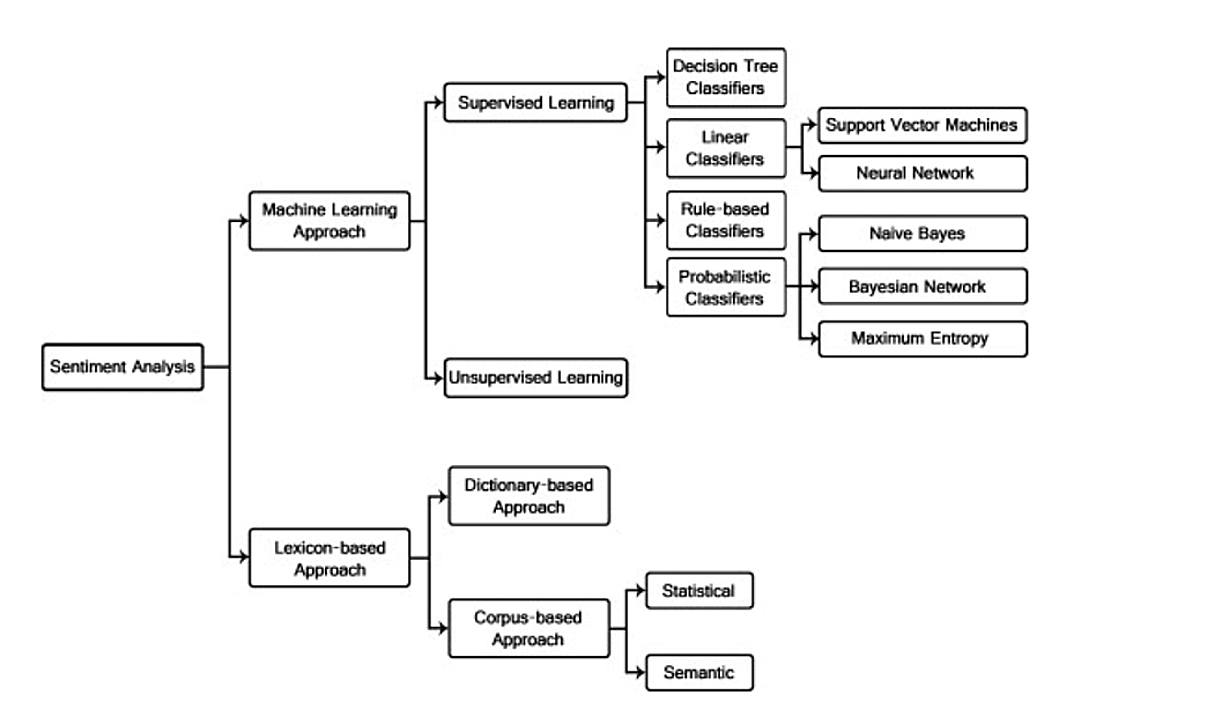 Decision Tree
Classifiers
Supervised Learning
Support Vector Machines
Linear
Classifiers
Neural Network
Machine Learning
Approach
Rule-based
Classifiers
Naive Bayes
Probabilistic
Classifiers
Bayesian Network
Maximum Entropy
Sentiment Analysis
Unsupervised Learning
Dictionary-based
Approach
Lexicon-based
Approach
Statistical
Corpus-based
Approach
Semantic